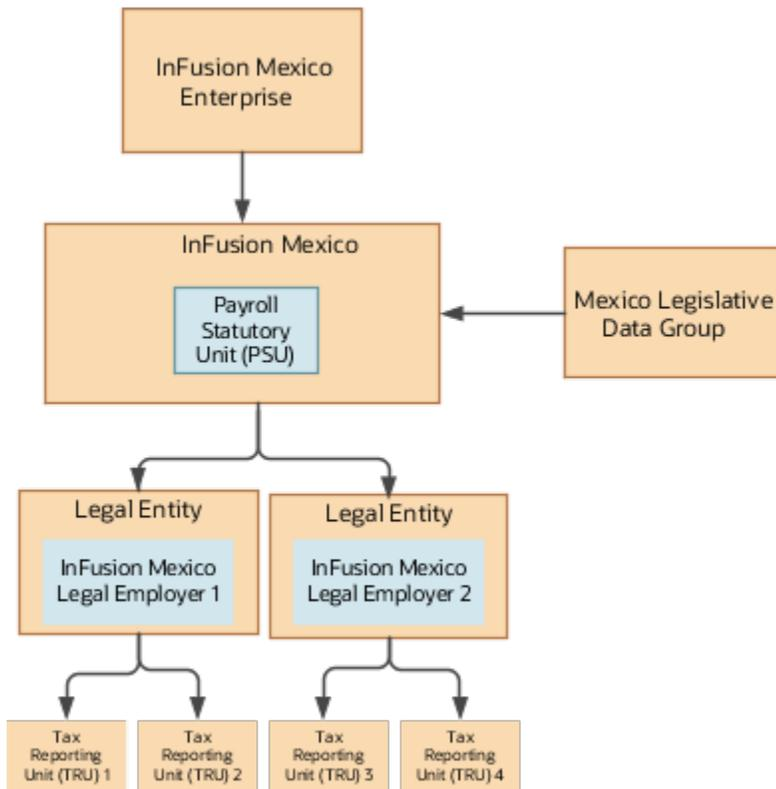 InFusion Mexico
Enterprise
InFusion Mexico
Payroll
Statutory
Unit (PSU)
Mexico Legislative
Data Group
Legal Entity
InFusion Mexico
Legal Employer 1
Legal Entity
InFusion Mexico
Legal Employer 2
Tax
Reporting
Unit (TRU) 1
Tax
Reporting
Unit (TRU) 2
Tax
Reporting
Unit (TRU) 3
Tax
Reporting
Unit (TRU) 4